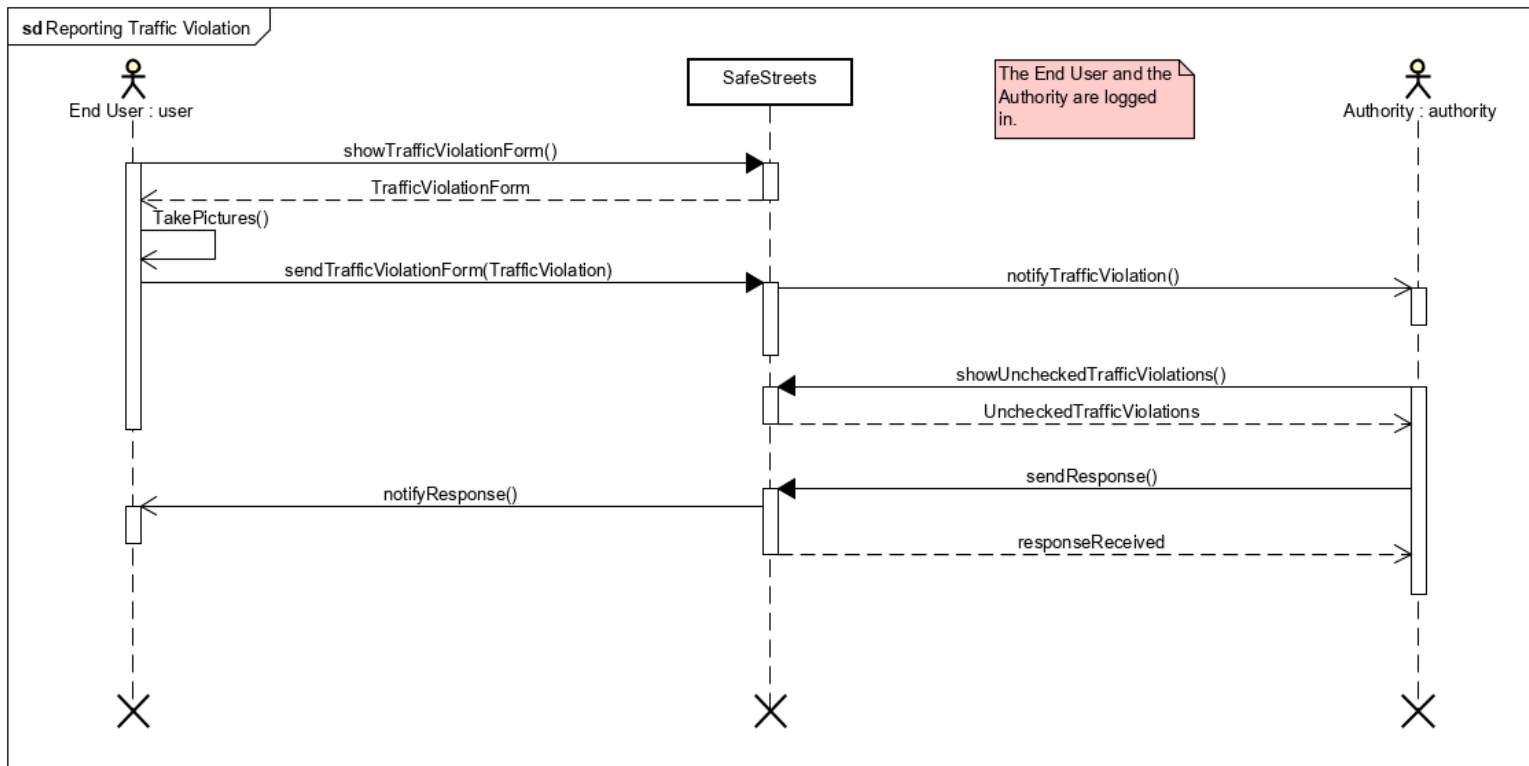 sd Reporting Traffic Violation
End User : user
SafeStreets
The End User and the
Authority are logged
in.
Authority : authority
showTrafficViolationForm()
TrafficViolationForm
TakePictures()
sendTrafficViolationForm(TrafficViolation)
notifyTrafficViolation()
showUncheckedTrafficViolations()
UncheckedTrafficViolations
sendResponse()
notifyResponse()
responseReceived